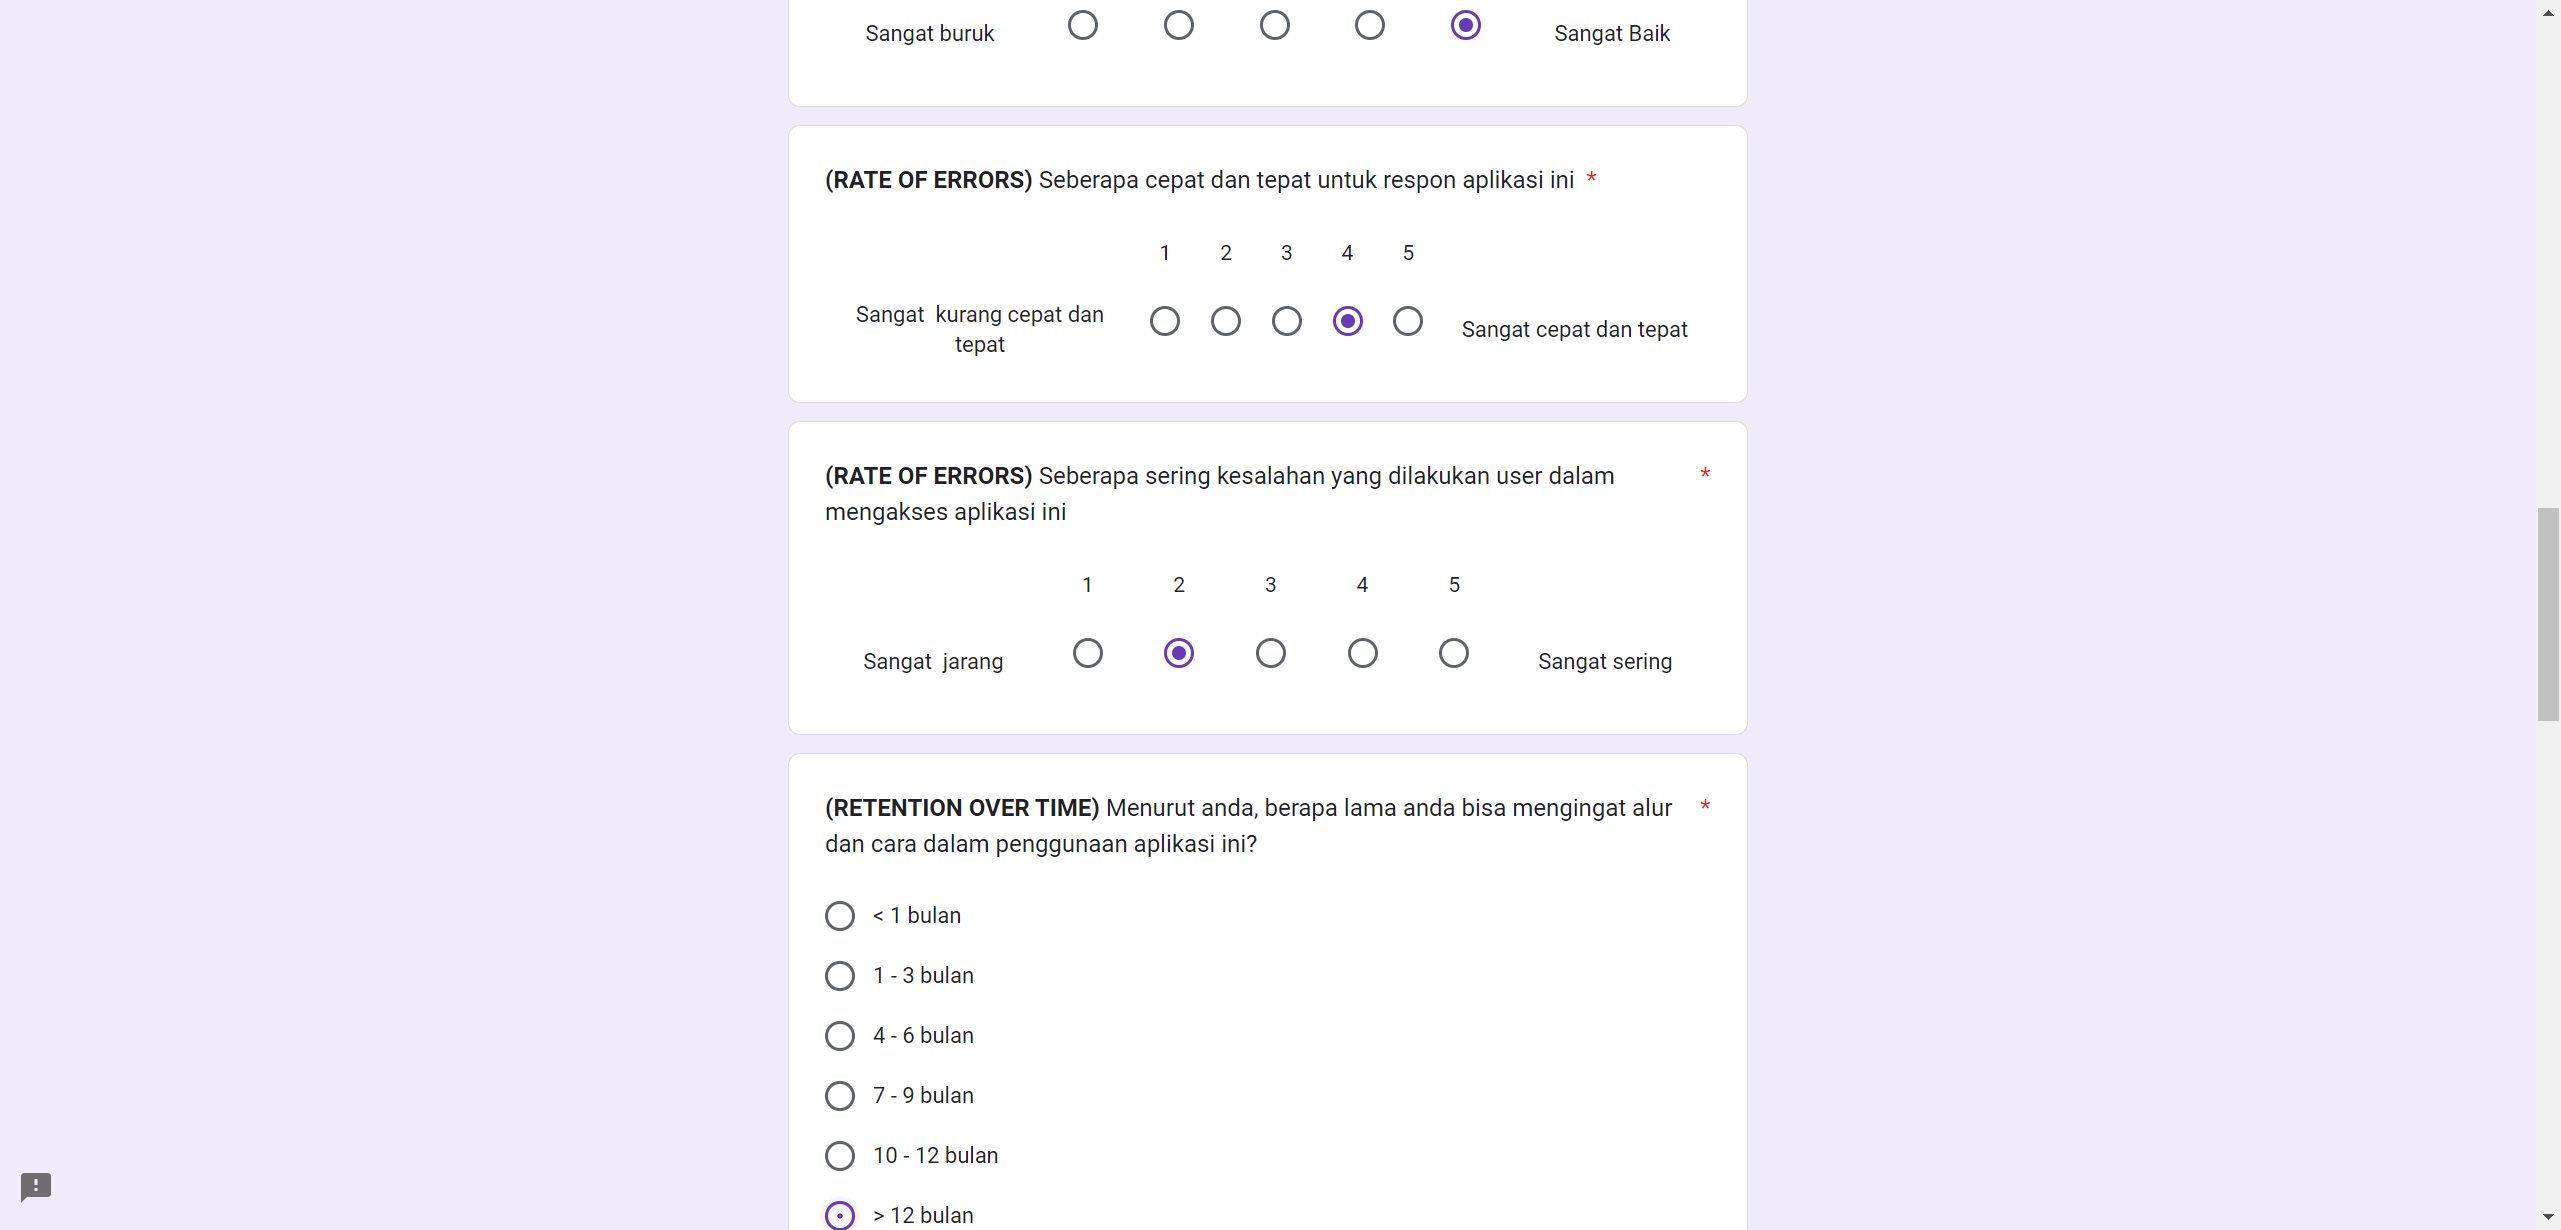 Sangat buruk Sangat Baik
(RATE OF ERRORS) Seberapa cepat dan tepat untuk respon aplikasi ini *
1 2 3 4 5
Sangat kurang cepat dan
tepat
Sangat cepat dan tepat
(RATE OF ERRORS) Seberapa sering kesalahan yang dilakukan user dalam *
mengakses aplikasi ini
1 2 3 4 5
Sangat jarang Sangat sering
(RETENTION OVER TIME) Menurut anda, berapa lama anda bisa mengingat alur *
dan cara dalam penggunaan aplikasi ini?
< 1 bulan
1 - 3 bulan
4 - 6 bulan
7 - 9 bulan
10 - 12 bulan
> 12 bulan